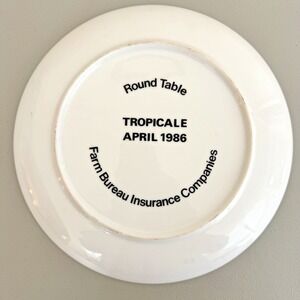 Round Table
TROPICALE
APRIL 1986
Farm Bureau Insurance Companies